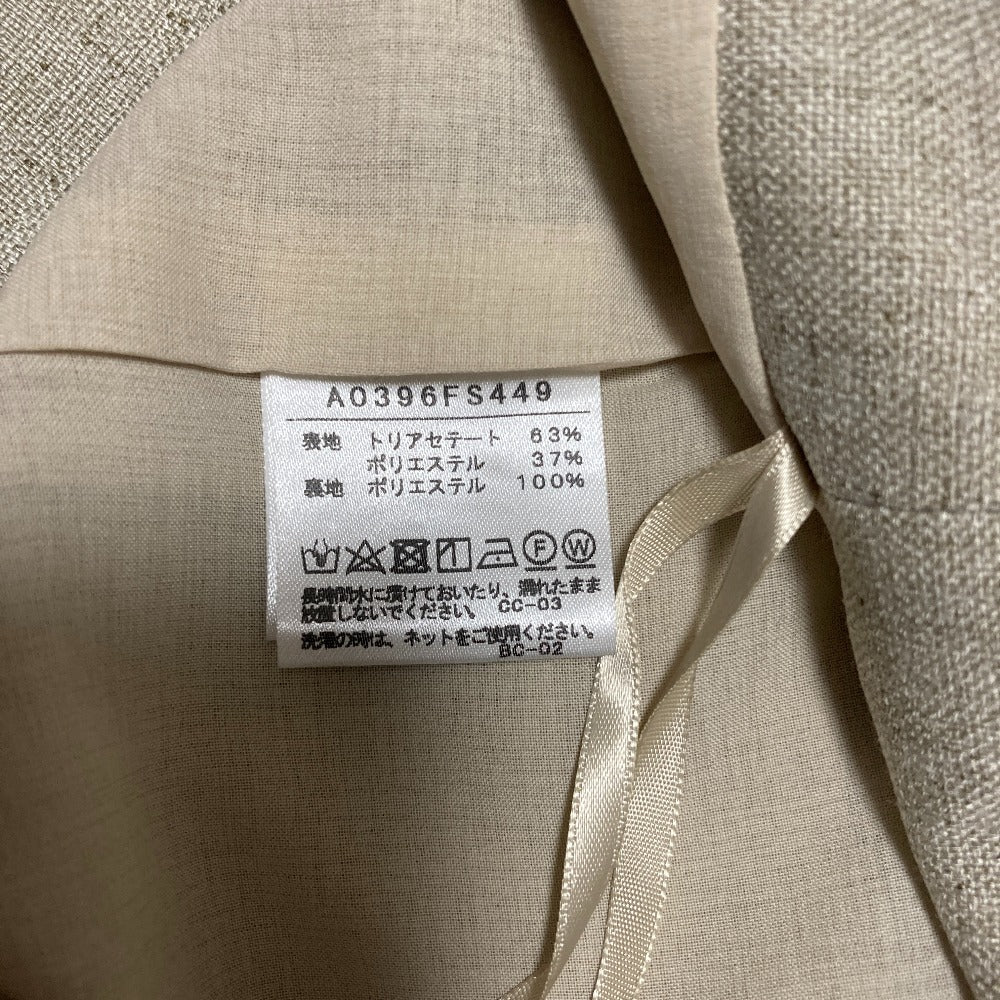 A0396FS449
表地 トリアセテート 63%
ポリエステル 37%
裏地 ポリエステル 100%
F W
長時間水に漬けておいたり、濡れたまま
放置しないでください。 CC-03
洗濯の時は、ネットをご使用ください。
BC-02